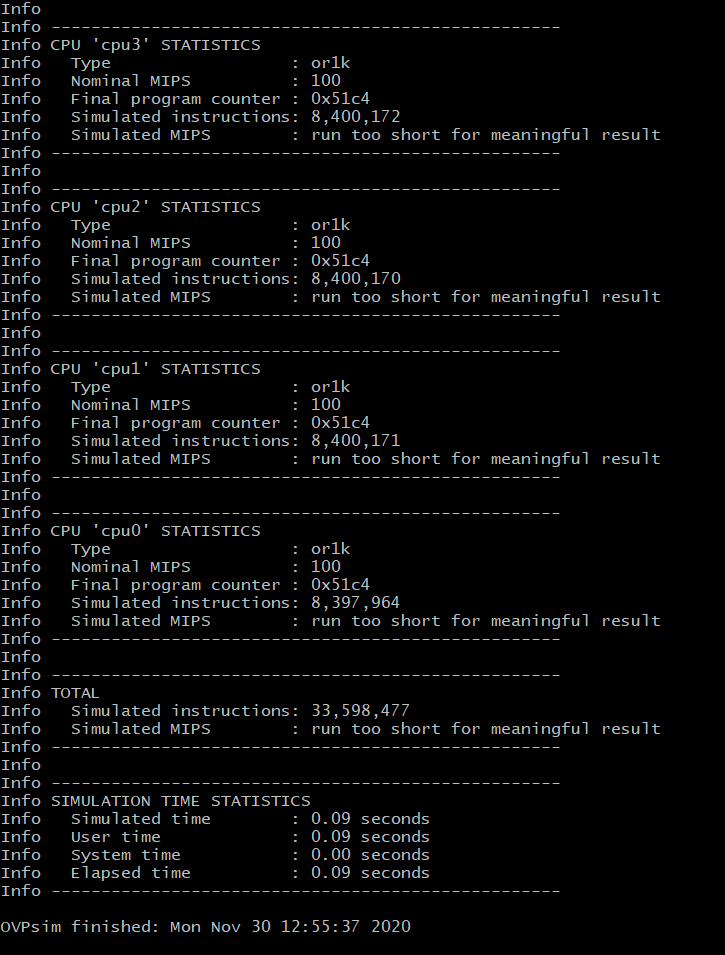 Info
Info ---------------------------------------------------
Info CPU 'cpu3' STATISTICS
Info   Type                  : or1k
Info   Nominal MIPS          : 100
Info   Final program counter : 0x51c4
Info   Simulated instructions: 8,400,172
Info   Simulated MIPS        : run too short for meaningful result
Info ---------------------------------------------------
Info
Info ---------------------------------------------------
Info CPU 'cpu2' STATISTICS
Info   Type                  : or1k
Info   Nominal MIPS          : 100
Info   Final program counter : 0x51c4
Info   Simulated instructions: 8,400,170
Info   Simulated MIPS        : run too short for meaningful result
Info ---------------------------------------------------
Info
Info ---------------------------------------------------
Info CPU 'cpu1' STATISTICS
Info   Type                  : or1k
Info   Nominal MIPS          : 100
Info   Final program counter : 0x51c4
Info   Simulated instructions: 8,400,171
Info   Simulated MIPS        : run too short for meaningful result
Info ---------------------------------------------------
Info
Info ---------------------------------------------------
Info CPU 'cpu0' STATISTICS
Info   Type                  : or1k
Info   Nominal MIPS          : 100
Info   Final program counter : 0x51c4
Info   Simulated instructions: 8,397,964
Info   Simulated MIPS        : run too short for meaningful result
Info ---------------------------------------------------
Info
Info ---------------------------------------------------
Info TOTAL
Info   Simulated instructions: 33,598,477
Info   Simulated MIPS        : run too short for meaningful result
Info ---------------------------------------------------
Info
Info ---------------------------------------------------
Info SIMULATION TIME STATISTICS
Info   Simulated time        : 0.09 seconds
Info   User time             : 0.09 seconds
Info   System time           : 0.00 seconds
Info   Elapsed time          : 0.09 seconds
Info ---------------------------------------------------
OVPsim finished: Mon Nov 30 12:55:37 2020